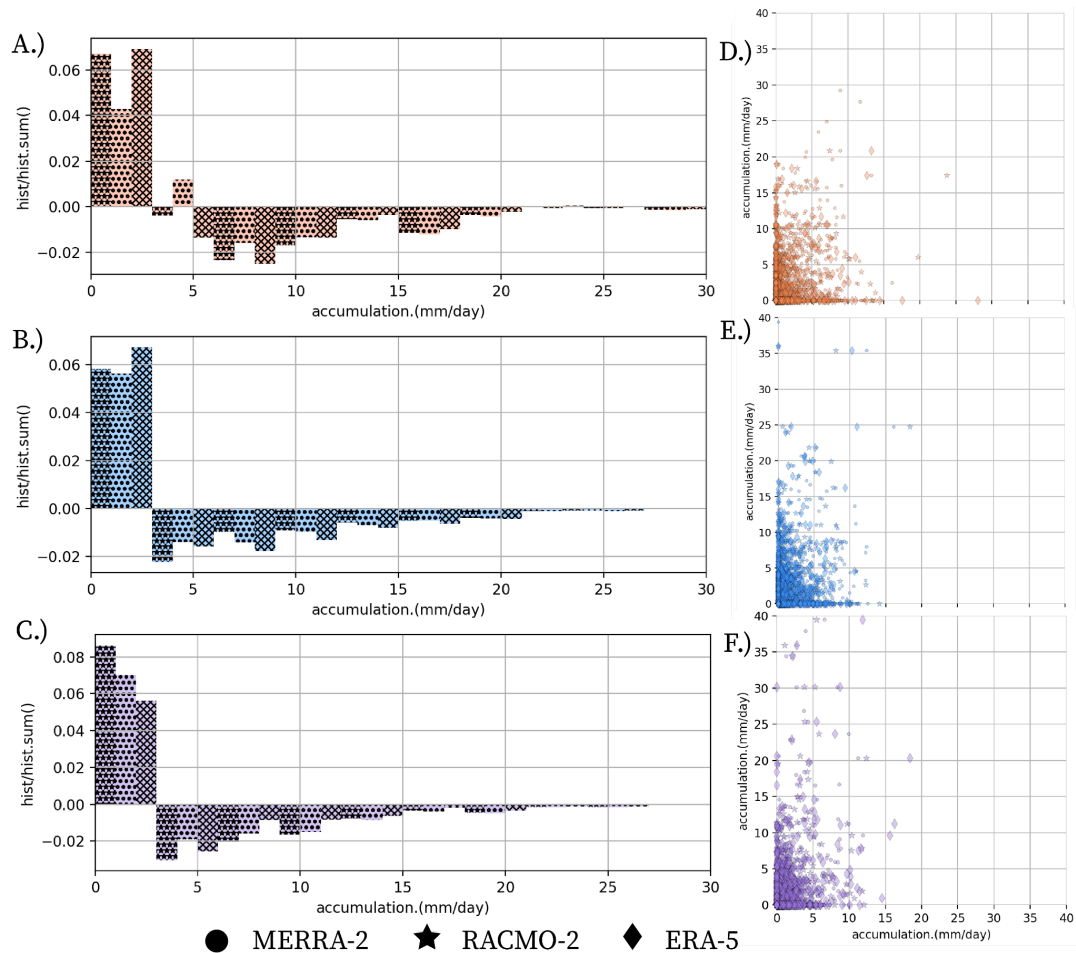 A.)
hist/hist.sum()
0.06
0.04
0.02
0.00
−0.02
0 5 10 15 20 25 30
accumulation.(mm/day)
B.)
hist/hist.sum()
0.06
0.04
0.02
0.00
−0.02
0 5 10 15 20 25 30
accumulation.(mm/day)
C.)
hist/hist.sum()
0.08
0.06
0.04
0.02
0.00
−0.02
0 5 10 15 20 25 30
accumulation.(mm/day)
D.)
accumulation.(mm/day)
40
35
30
25
20
15
10
5
0
E.)
accumulation.(mm/day)
40
35
30
25
20
15
10
5
0
F.)
accumulation.(mm/day)
40
35
30
25
20
15
10
5
0
0 5 10 15 20 25 30 35 40
accumulation.(mm/day)
MERRA-2 RACMO-2 ERA-5